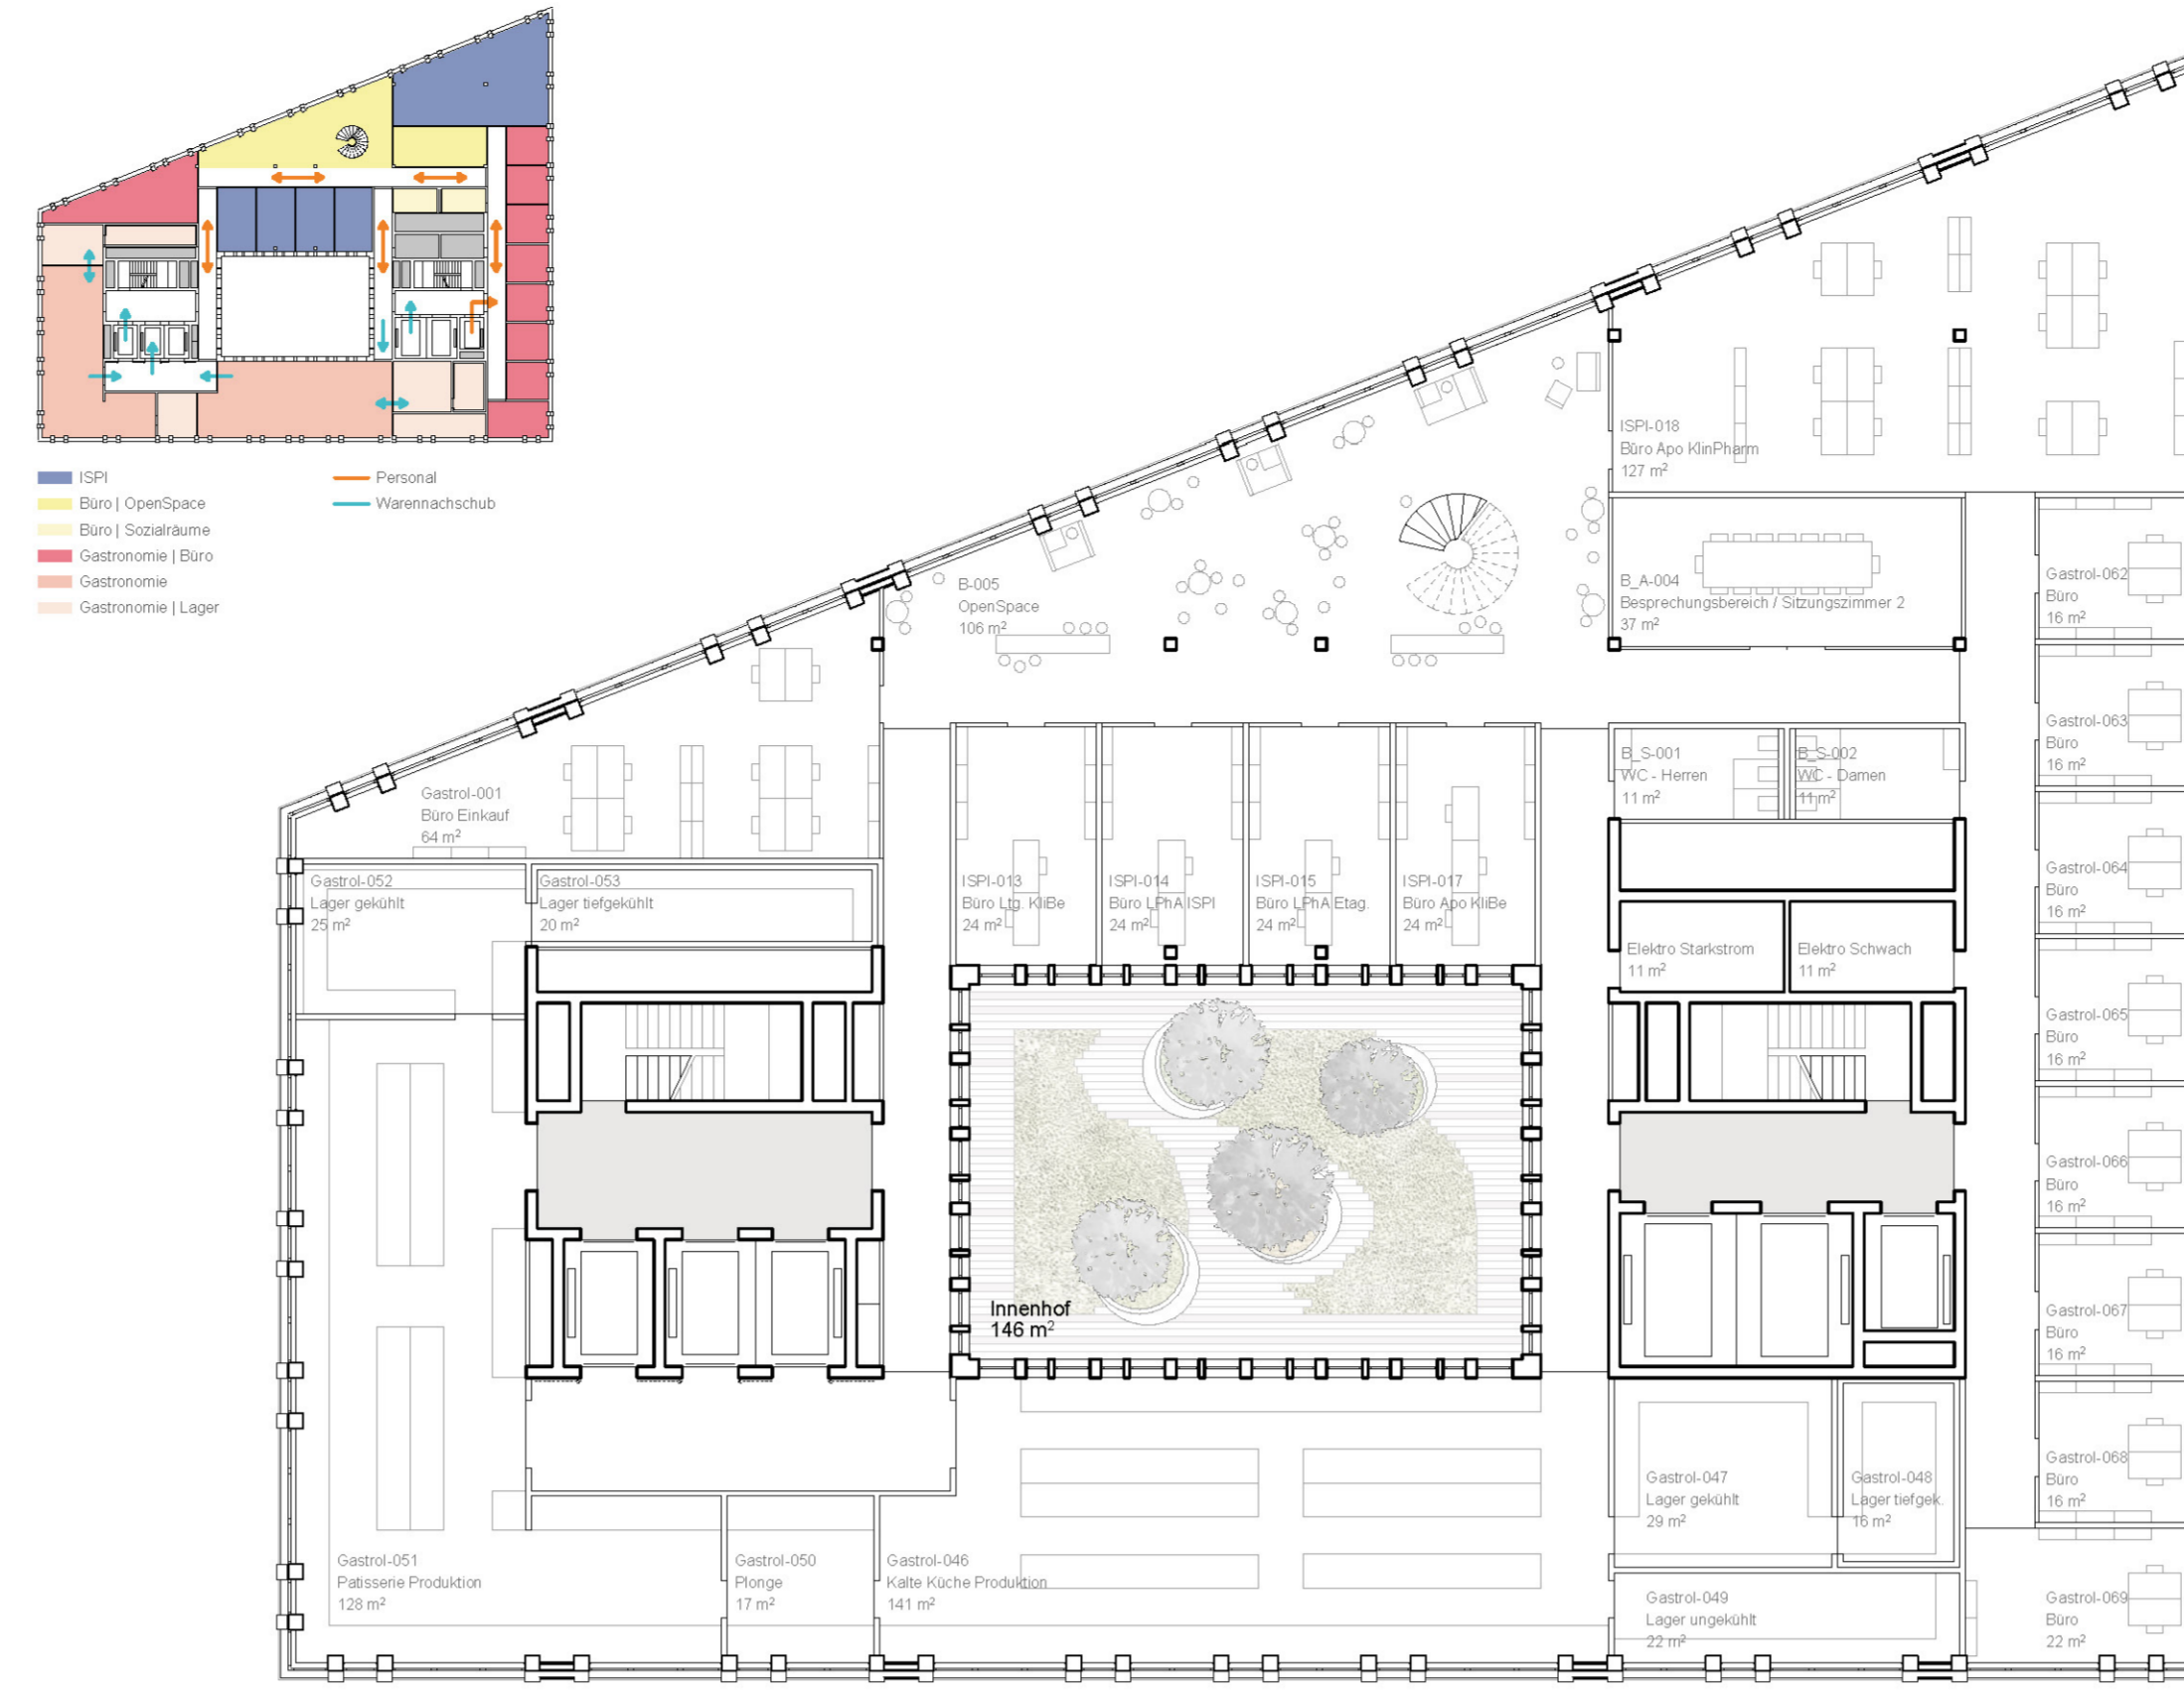 ISPI
Büro | OpenSpace
Büro | Sozialräume
Gastronomie | Büro
Gastronomie
Gastronomie | Lager
Personal
Warennachschub
ISPI-018
Büro Apo KlinPharm
127 m²
B-005
OpenSpace
106 m²
B_A-004
Besprechungsbereich / Sitzungszimmer 2
37 m²
Gastrol-062
Büro
16 m²
Gastrol-063
Büro
16 m²
Gastrol-001
Büro Einkauf
64 m²
B_S-001
WC - Herren
11 m²
B_S-002
WC - Damen
11 m²
Gastrol-052
Lager gekühlt
25 m²
Gastrol-053
Lager tiefgekühlt
20 m²
ISPI-013
Büro Ltg. KliBe
24 m²
ISPI-014
Büro LPhA ISPI
24 m²
ISPI-015
Büro LPhA Etag.
24 m²
ISPI-017
Büro Apo KliBe
24 m²
Gastrol-064
Büro
16 m²
Elektro Starkstrom
11 m²
Elektro Schwach
11 m²
Gastrol-065
Büro
16 m²
Gastrol-066
Büro
16 m²
Innenhof
146 m²
Gastrol-067
Büro
16 m²
Gastrol-068
Büro
16 m²
Gastrol-047
Lager gekühlt
29 m²
Gastrol-048
Lager tiefgek.
16 m²
Gastrol-051
Patisserie Produktion
128 m²
Gastrol-050
Plonge
17 m²
Gastrol-046
Kalte Küche Produktion
141 m²
Gastrol-049
Lager ungekühlt
22 m²
Gastrol-069
Büro
22 m²